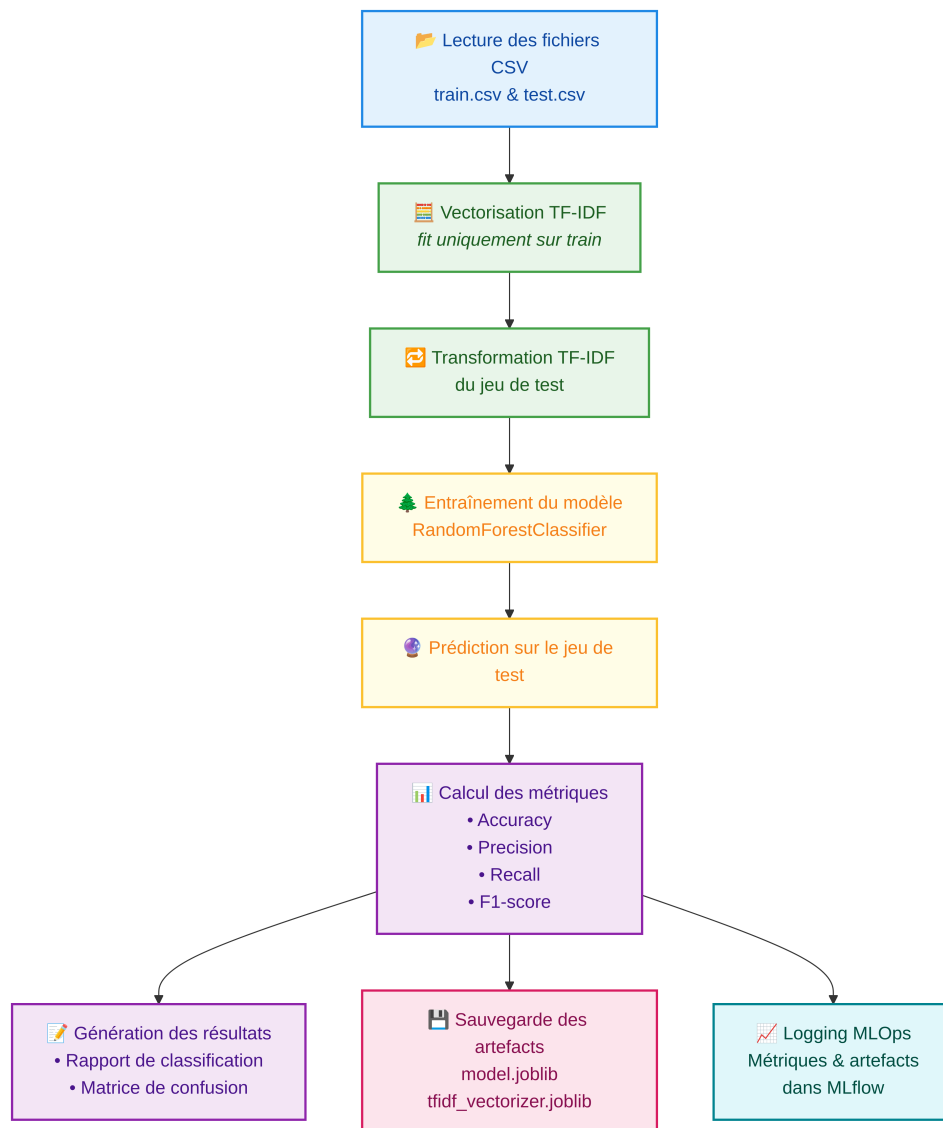 📂 Lecture des fichiers
CSV
train.csv & test.csv
🧮 Vectorisation TF-IDF
fit uniquement sur train
🔁 Transformation TF-IDF
du jeu de test
🌲 Entraînement du modèle
RandomForestClassifier
🔮 Prédiction sur le jeu de
test
📊 Calcul des métriques
• Accuracy
• Precision
• Recall
• F1-score
📝 Génération des résultats
• Rapport de classification
• Matrice de confusion
💾 Sauvegarde des
artefacts
model.joblib
tfidf_vectorizer.joblib
📈 Logging MLOps
Métriques & artefacts
dans MLflow